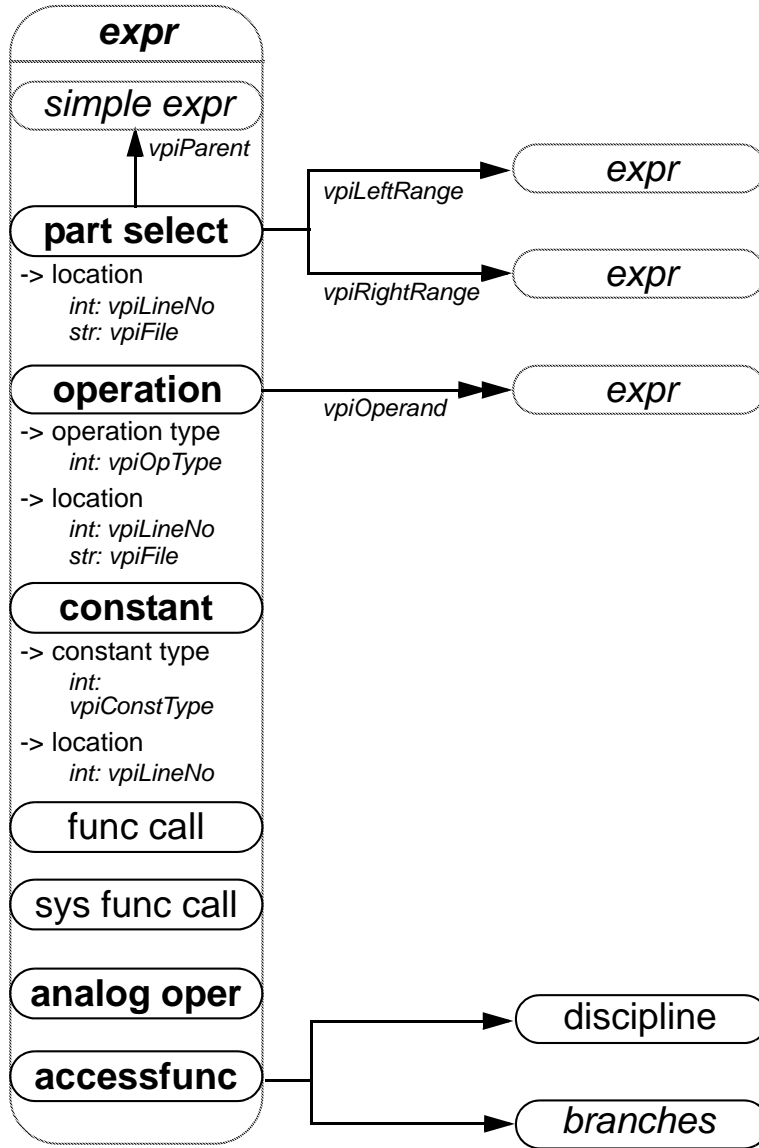 expr
simple expr
vpiParent
part select
vpiLeftRange
expr
vpiRightRange
expr
-> location
int: vpiLineNo
str: vpiFile
operation
vpiOperand
expr
-> operation type
int: vpiOpType
-> location
int: vpiLineNo
str: vpiFile
constant
-> constant type
int:
vpiConstType
-> location
int: vpiLineNo
func call
sys func call
analog oper
accessfunc
discipline
branches